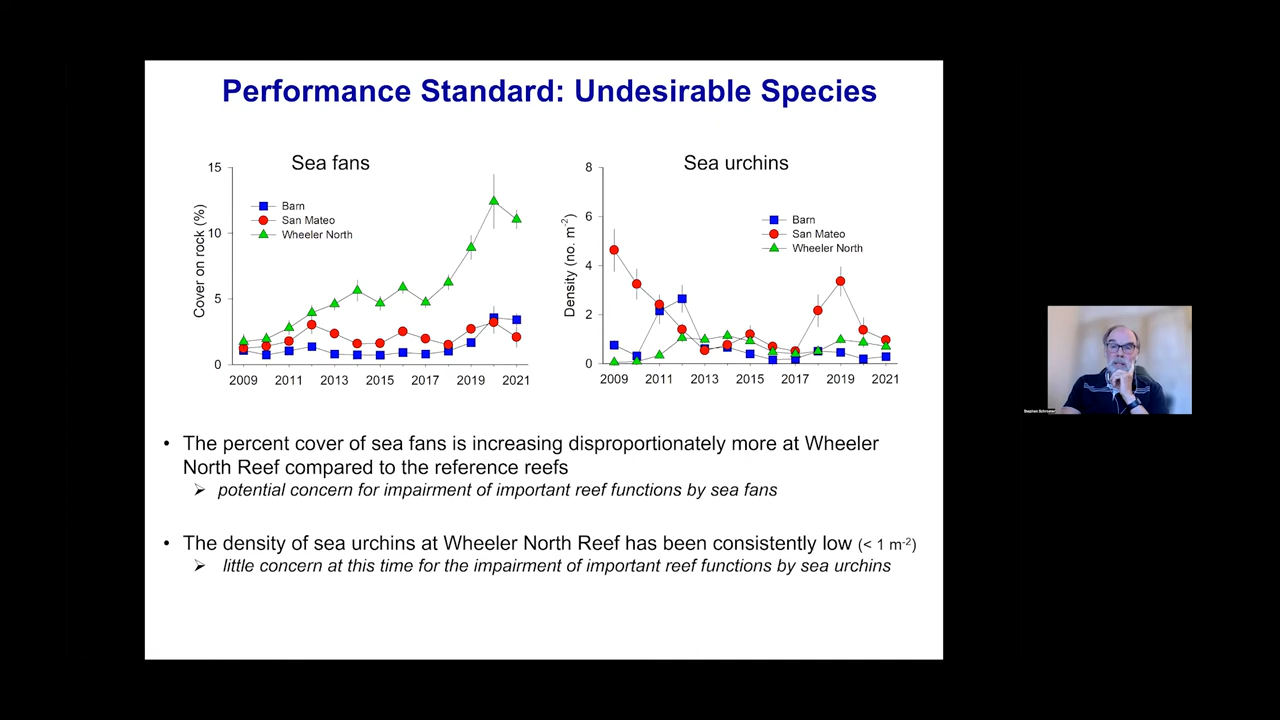 Performance Standard: Undesirable Species
Sea fans
15
10
5
0
Cover on rock (%)
Barn
San Mateo
Wheeler North
2009 2011 2013 2015 2017 2019 2021
Sea urchins
8
6
4
2
0
Density (no. m-2)
Barn
San Mateo
Wheeler North
2009 2011 2013 2015 2017 2019 2021
• The percent cover of sea fans is increasing disproportionately more at Wheeler
North Reef compared to the reference reefs
➢ potential concern for impairment of important reef functions by sea fans
• The density of sea urchins at Wheeler North Reef has been consistently low (< 1 m-2)
➢ little concern at this time for the impairment of important reef functions by sea urchins
Stephen Schroeter